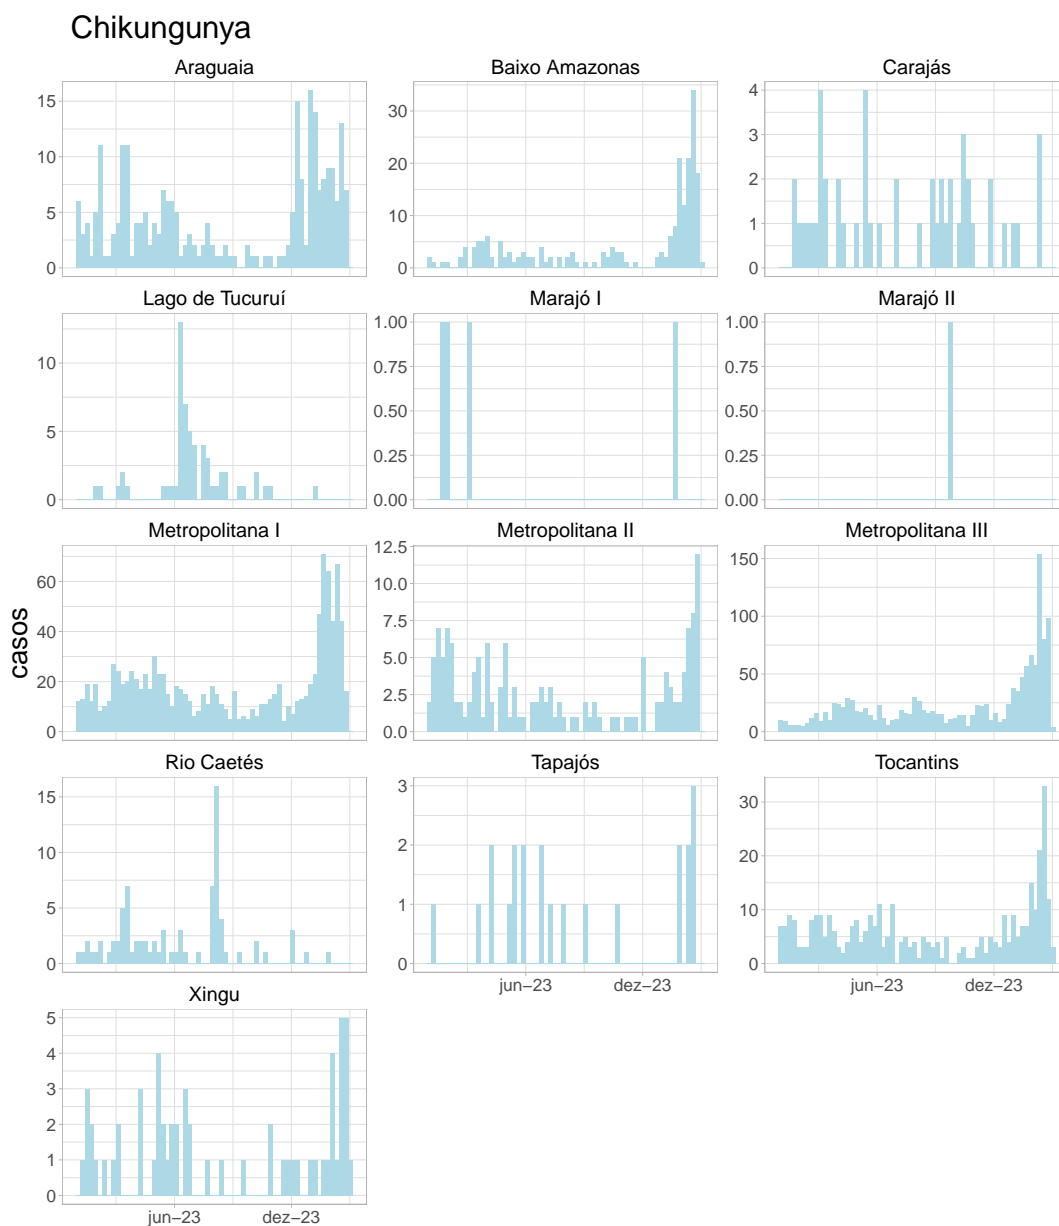 Chikungunya
Araguaia
Baixo Amazonas
Carajás
15
10
5
0
30
20
10
0
4
3
2
1
0
Lago de Tucuruí
Marajó I
Marajó II
10
5
0
1.00
0.75
0.50
0.25
0.00
1.00
0.75
0.50
0.25
0.00
Metropolitana I
Metropolitana II
Metropolitana III
60
40
20
0
12.5
10.0
7.5
5.0
2.5
0.0
150
100
50
0
casos
Rio Caetés
Tapajós
Tocantins
15
10
5
0
3
2
1
0
30
20
10
0
jun−23
dez−23
jun−23
dez−23
Xingu
5
4
3
2
1
0
jun−23
dez−23